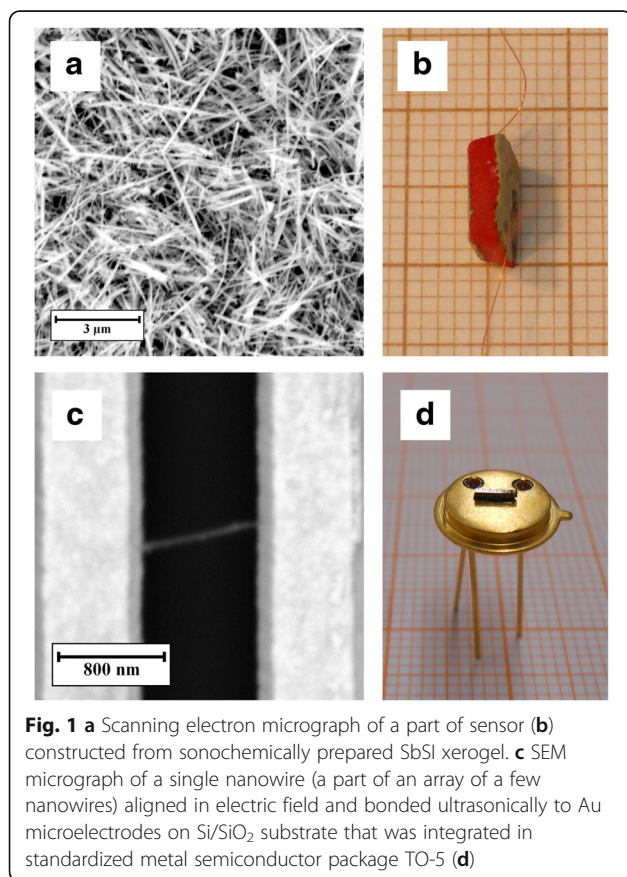 a
b
3 µm
c
d
800 nm
Fig. 1 a Scanning electron micrograph of a part of sensor (b)
constructed from sonochemically prepared SbSI xerogel. c SEM
micrograph of a single nanowire (a part of an array of a few
nanowires) aligned in electric field and bonded ultrasonically to Au
microelectrodes on Si/SiO₂ substrate that was integrated in
standardized metal semiconductor package TO-5 (d)